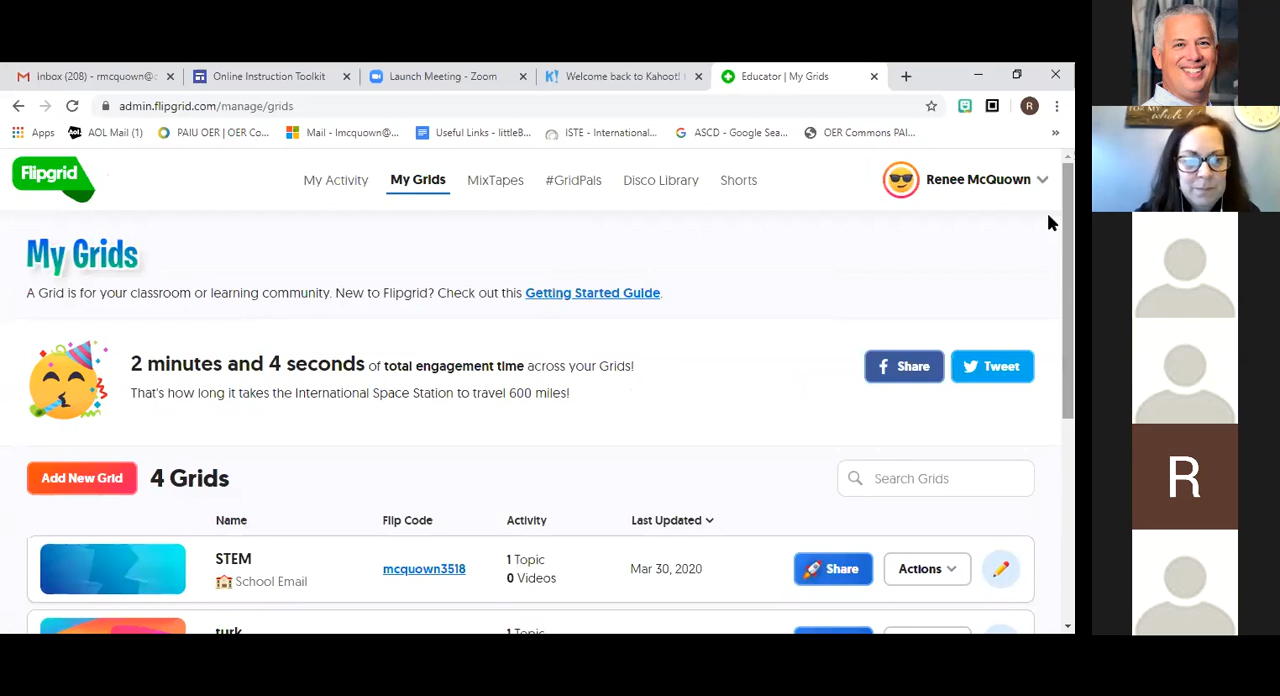 Inbox (208) - rmcquown@c
Online Instruction Toolkit
Launch Meeting - Zoom
K! Welcome back to Kahoot!
Educator | My Grids
admin.flipgrid.com/manage/grids
R
Apps
AOL Mail (1)
PAIU OER | OER Co...
Mail - lmcquown@...
Useful Links - littleB...
ISTE - International...
ASCD - Google Sea...
OER Commons PAI...
»
Flipgrid
My Activity
My Grids
MixTapes
#GridPals
Disco Library
Shorts
Renee McQuown
My Grids
A Grid is for your classroom or learning community. New to Flipgrid? Check out this Getting Started Guide.
2 minutes and 4 seconds of total engagement time across your Grids!
That's how long it takes the International Space Station to travel 600 miles!
Share
Tweet
Add New Grid
4 Grids
Search Grids
Name
Flip Code
Activity
Last Updated
STEM
School Email
mcquown3518
1 Topic
0 Videos
Mar 30, 2020
Share
Actions
turk
1 Topic
FOR MY
whole
R